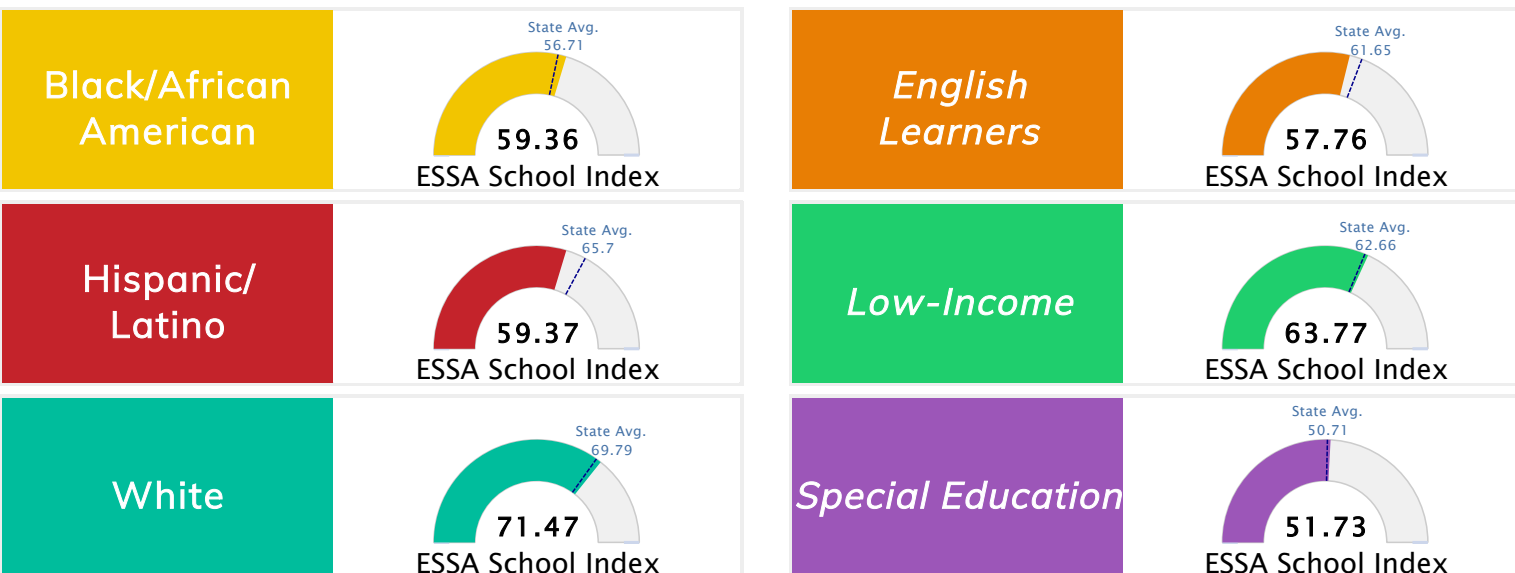 Black/African
American
State Avg.
56.71
59.36
ESSA School Index
English
Learners
State Avg.
61.65
57.76
ESSA School Index
Hispanic/
Latino
State Avg.
65.7
59.37
ESSA School Index
Low-Income
State Avg.
62.66
63.77
ESSA School Index
White
State Avg.
69.79
71.47
ESSA School Index
Special Education
State Avg.
50.71
51.73
ESSA School Index